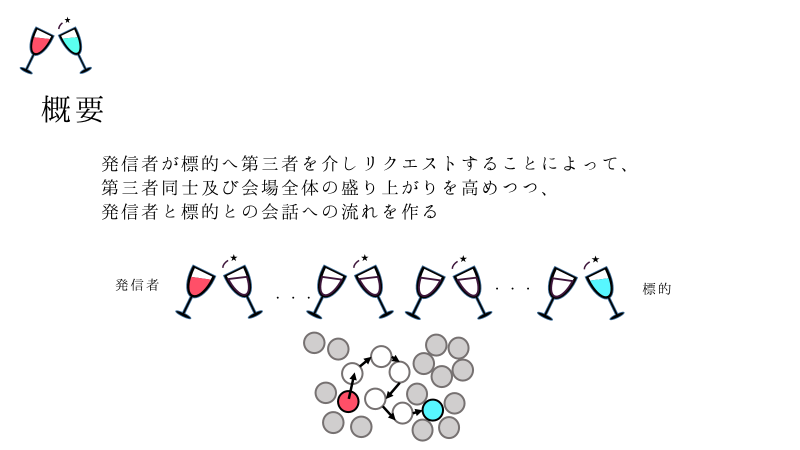 概要
発信者が標的へ第三者を介しリクエストすることによって、
第三者同士及び会場全体の盛り上がりを高めつつ、
発信者と標的との会話への流れを作る
発信者
・・・
・・・
標的